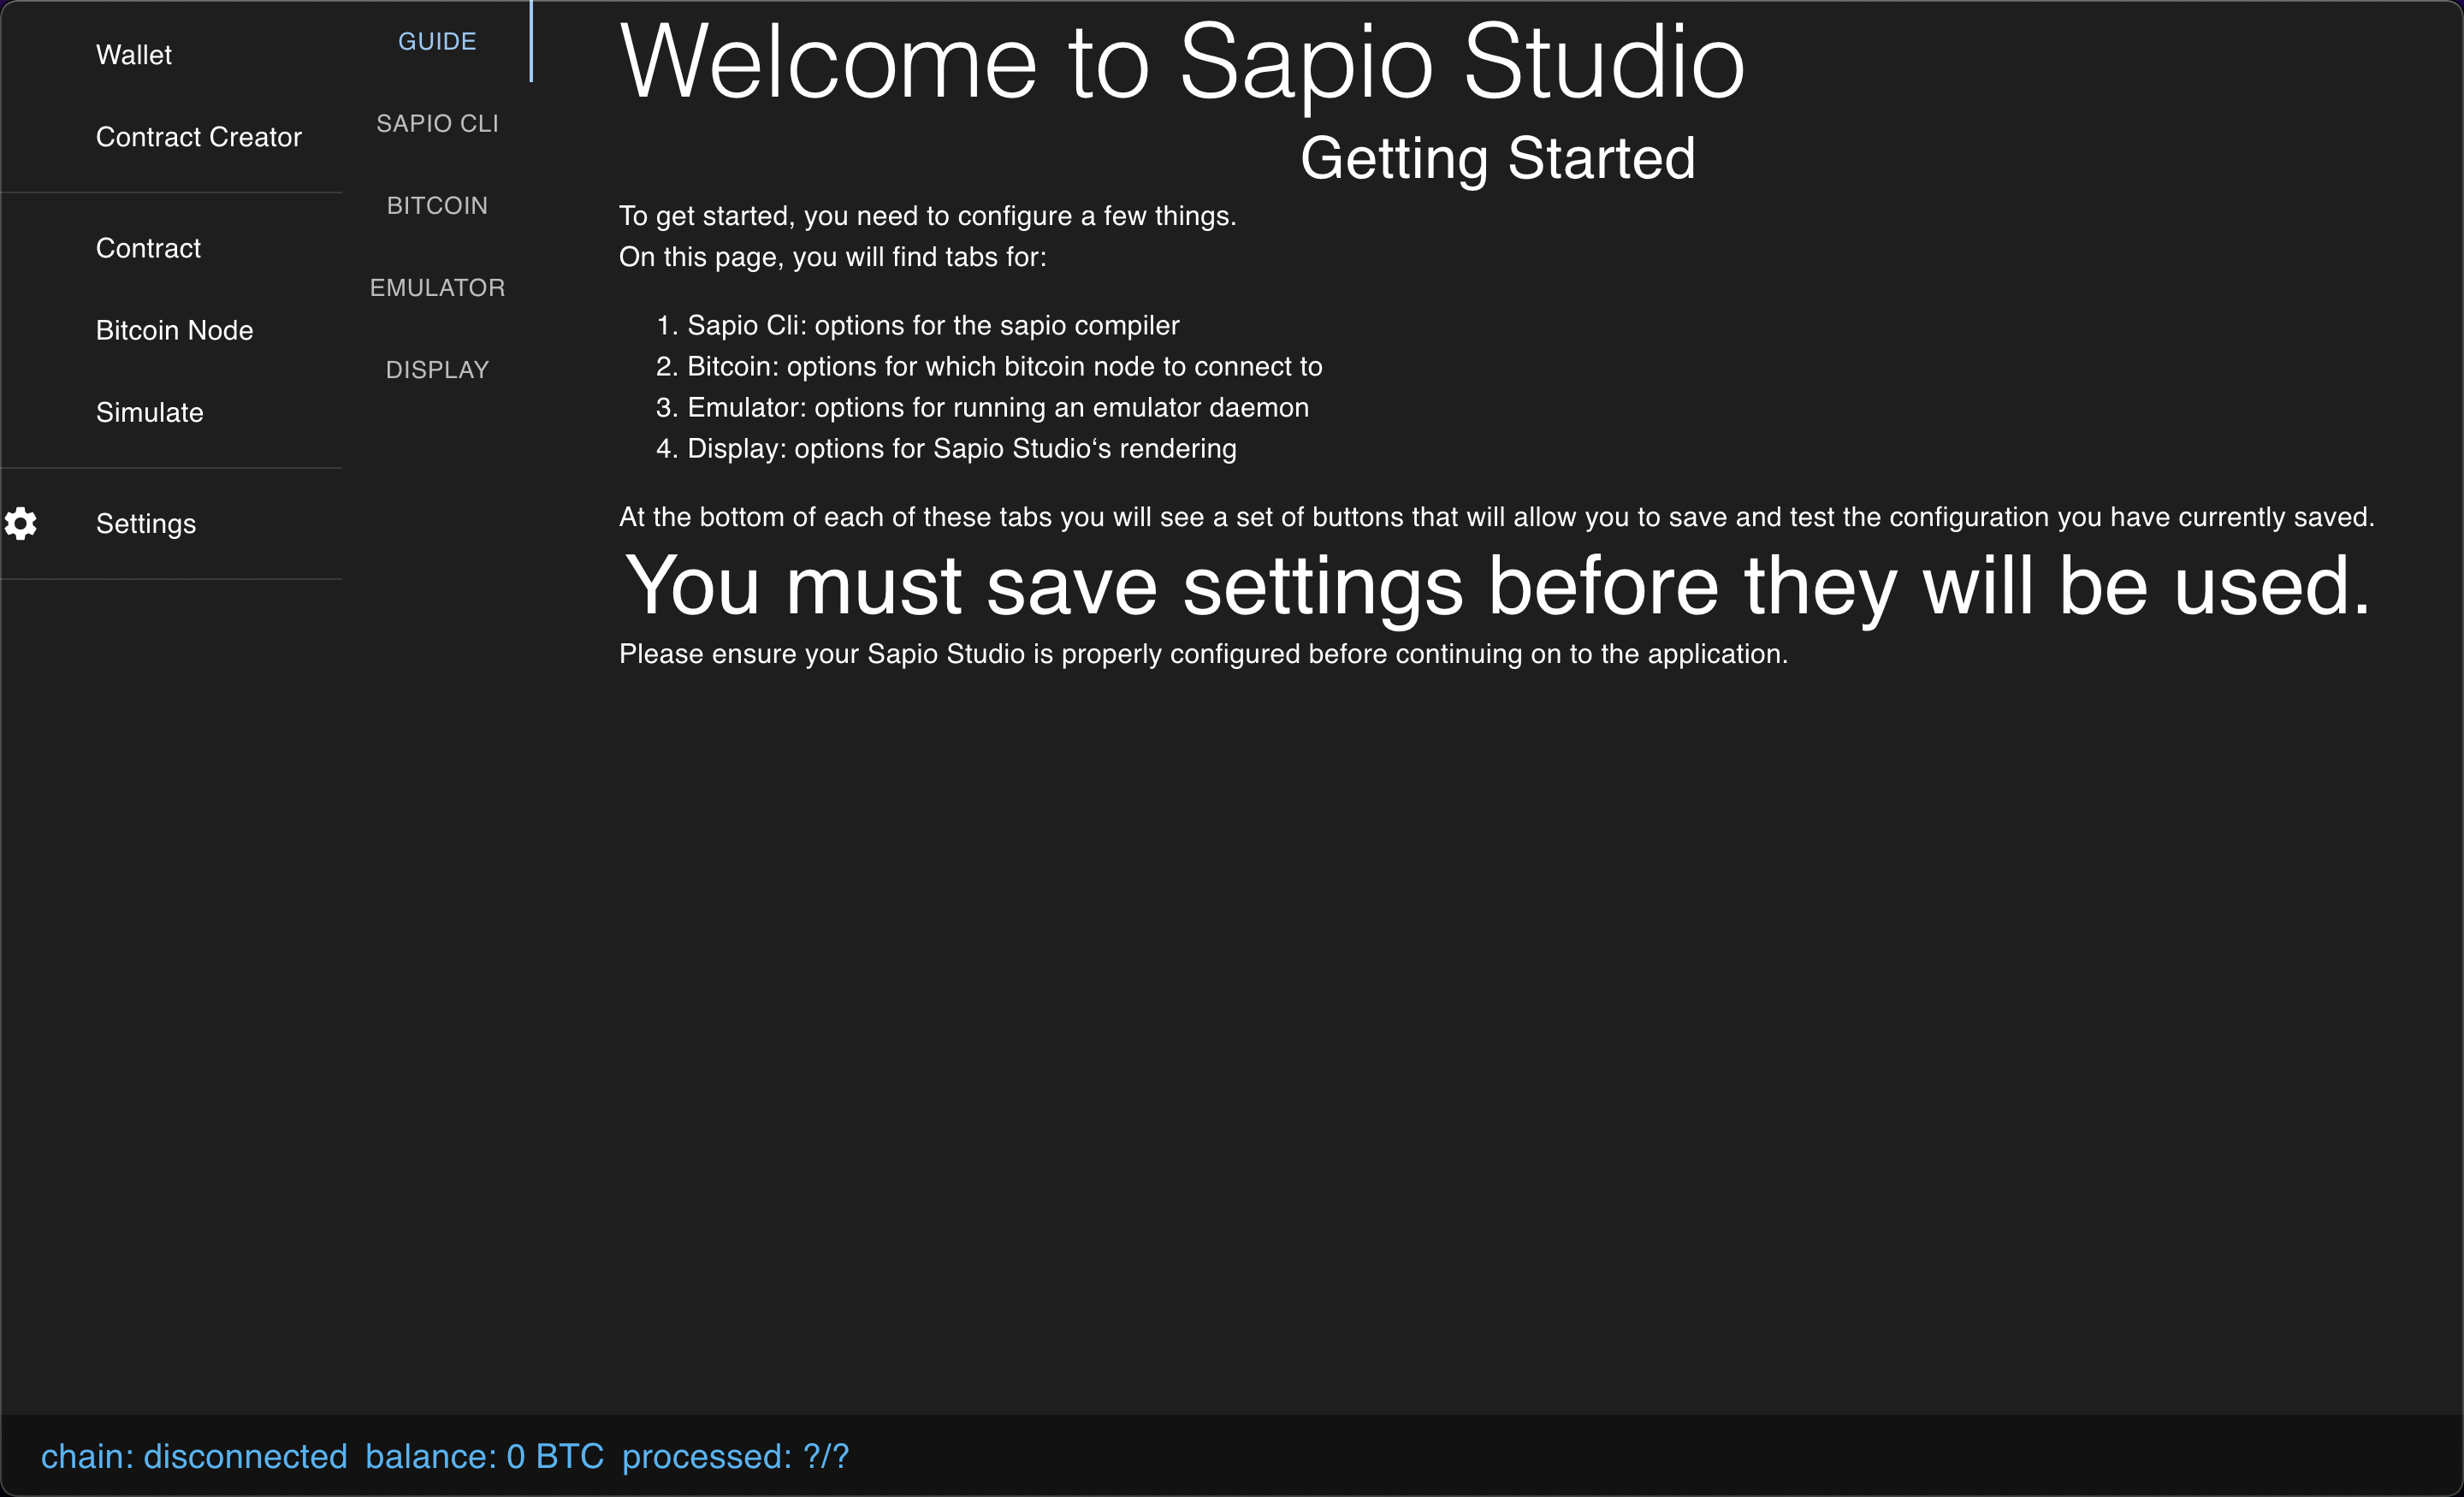 Wallet
Contract Creator
Contract
Bitcoin Node
Simulate
Settings
GUIDE
SAPIO CLI
BITCOIN
EMULATOR
DISPLAY
Welcome to Sapio Studio
Getting Started
To get started, you need to configure a few things.
On this page, you will find tabs for:
1. Sapio Cli: options for the sapio compiler
2. Bitcoin: options for which bitcoin node to connect to
3. Emulator: options for running an emulator daemon
4. Display: options for Sapio Studio‘s rendering
At the bottom of each of these tabs you will see a set of buttons that will allow you to save and test the configuration you have currently saved.
You must save settings before they will be used.
Please ensure your Sapio Studio is properly configured before continuing on to the application.
chain: disconnected balance: 0 BTC processed: ?/?